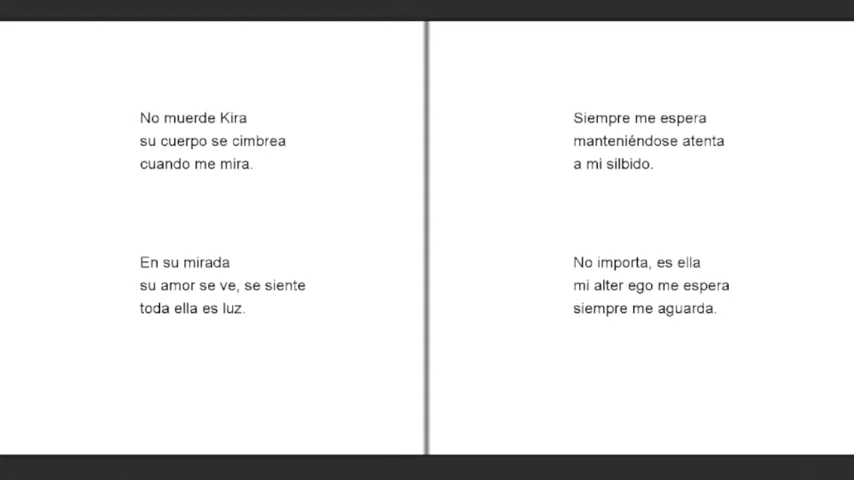 No muerde Kira
su cuerpo se cimbrea
cuando me mira.
En su mirada
su amor se ve, se siente
toda ella es luz.
Siempre me espera
manteniéndose atenta
a mi silbido.
No importa, es ella
mi alter ego me espera
siempre me aguarda.